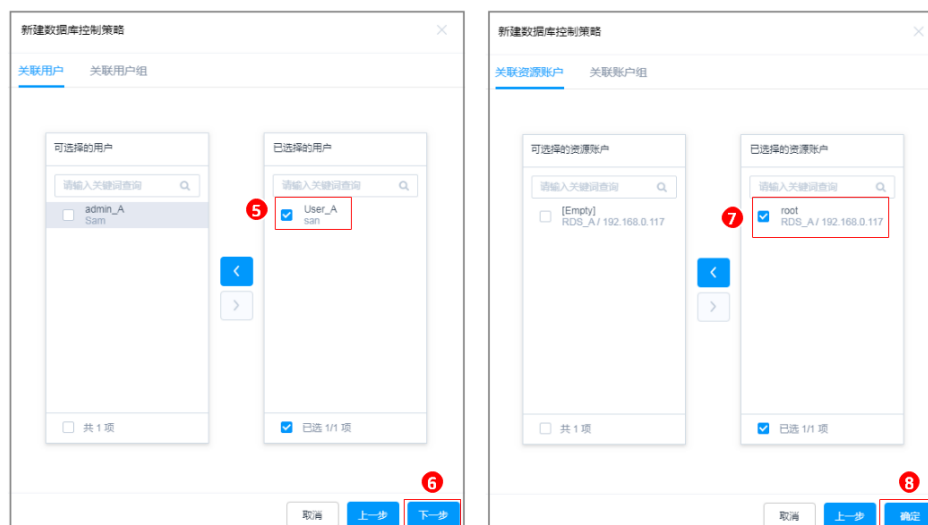 新建数据库控制策略
关联用户 关联用户组
可选择的用户
请输入关键词查询
admin_A
Sam
共 1 项
已选择的用户
请输入关键词查询
5
User_A
san
已选 1/1 项
6
取消 上一步 下一步
新建数据库控制策略
关联资源账户 关联账户组
可选择的资源账户
请输入关键词查询
[Empty]
RDS_A / 192.168.0.117
共 1 项
已选择的资源账户
请输入关键词查询
7
root
RDS_A / 192.168.0.117
已选 1/1 项
8
取消 上一步 确定